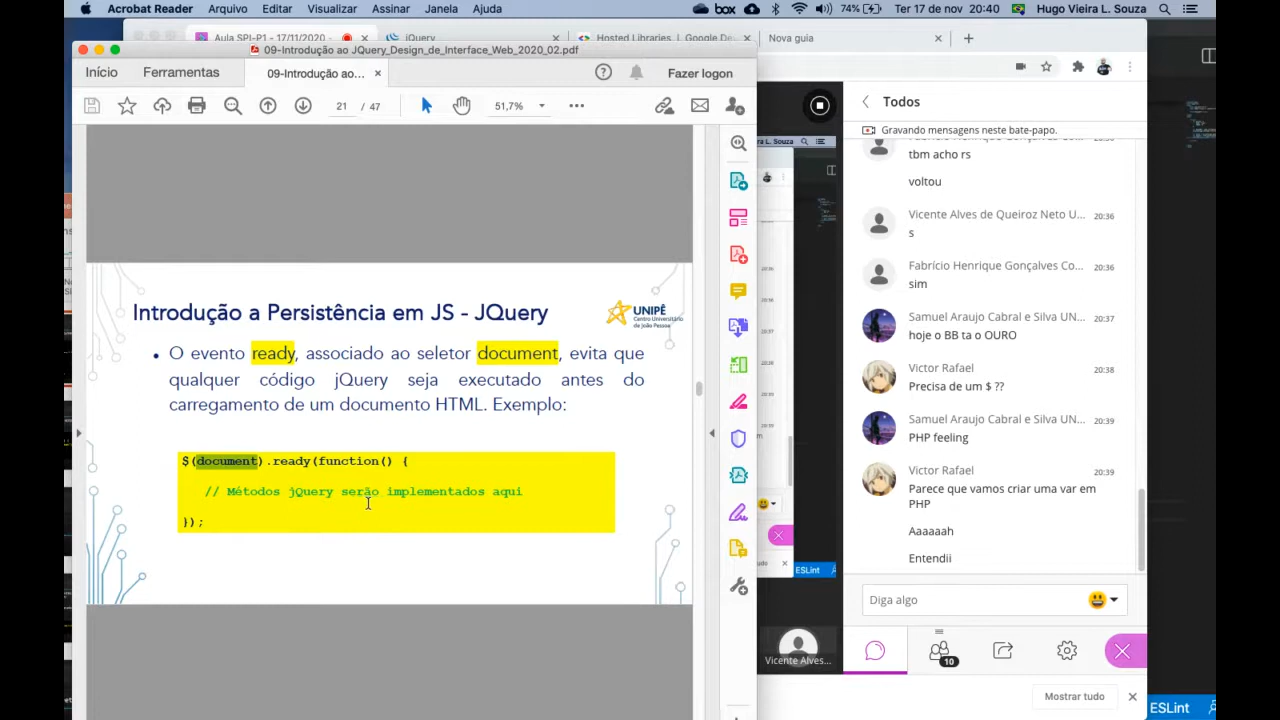 Acrobat Reader Arquivo Editar Visualizar Assinar Janela Ajuda
box 74% Ter 17 de nov 20:40 Hugo Vieira L. Souza
Aula SPI-P1 - 17/11/2020
jQuery
Hosted Libraries | Google De
Nova guia
09-Introdução ao JQuery_Design_de_Interface_Web_2020_02.pdf
Início Ferramentas 09-Introdução ao... × Fazer logon
21 / 47 51,7%
Introdução a Persistência em JS - JQuery
UNIPÊ
Centro Universitário
de João Pessoa
• O evento ready, associado ao seletor document, evita que
qualquer código jQuery seja executado antes do
carregamento de um documento HTML. Exemplo:
$(document).ready(function() {
// Métodos jQuery serão implementados aqui
});
ra L. Souza
ESLint
Vicente Alves...
Todos
Gravando mensagens neste bate-papo.
tbm acho rs
voltou
Vicente Alves de Queiroz Neto U... 20:36
s
Fabrício Henrique Gonçalves Co... 20:36
sim
Samuel Araujo Cabral e Silva UN... 20:37
hoje o BB ta o OURO
Victor Rafael 20:38
Precisa de um $ ??
Samuel Araujo Cabral e Silva UN... 20:39
PHP feeling
Victor Rafael 20:39
Parece que vamos criar uma var em
PHP
Aaaaaah
Entendii
Diga algo
10
Mostrar tudo
ESLint